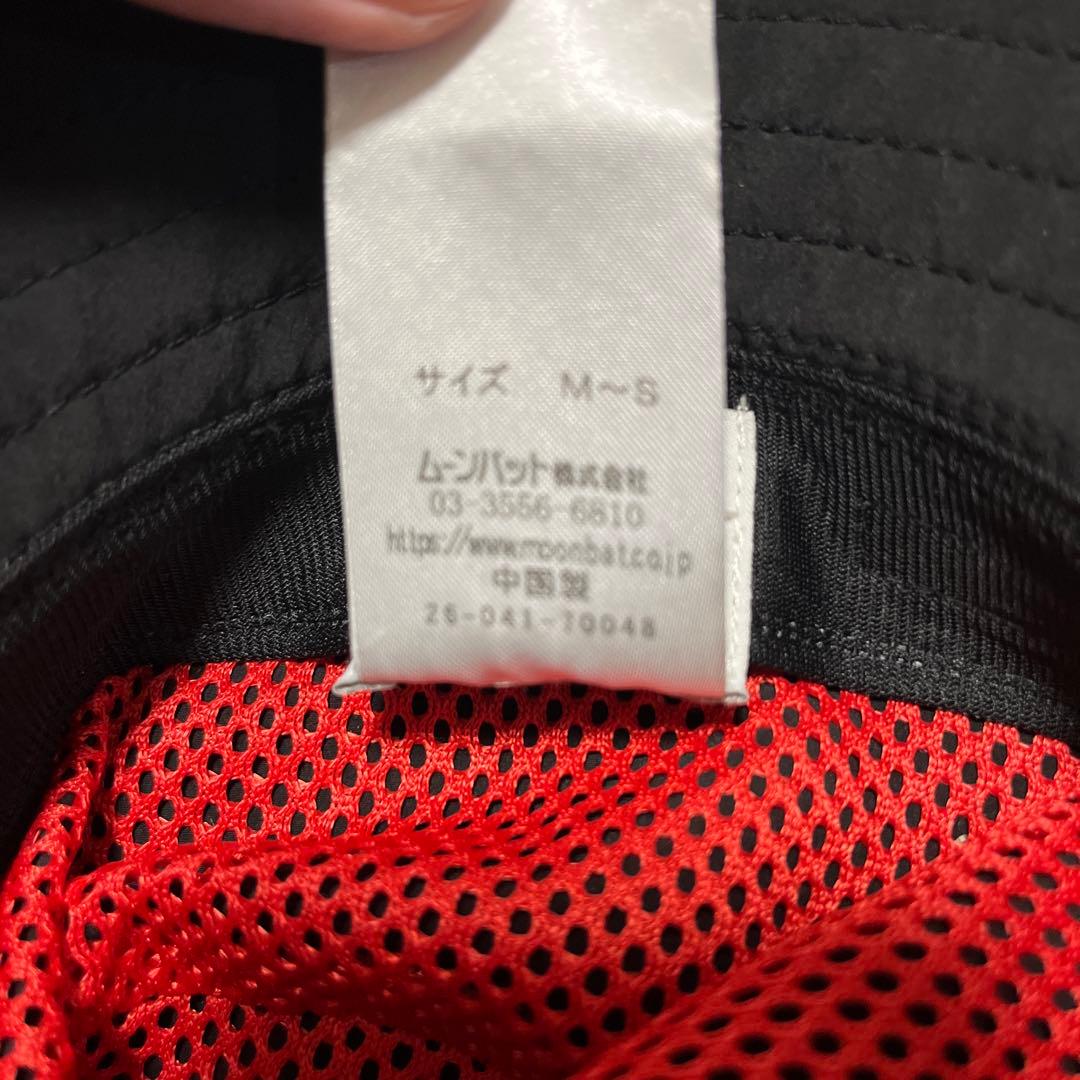 サイズ M〜S
ムーンバット株式会社
03-3556-6810
https://www.moonbat.co.jp
中国製
26-041-70048